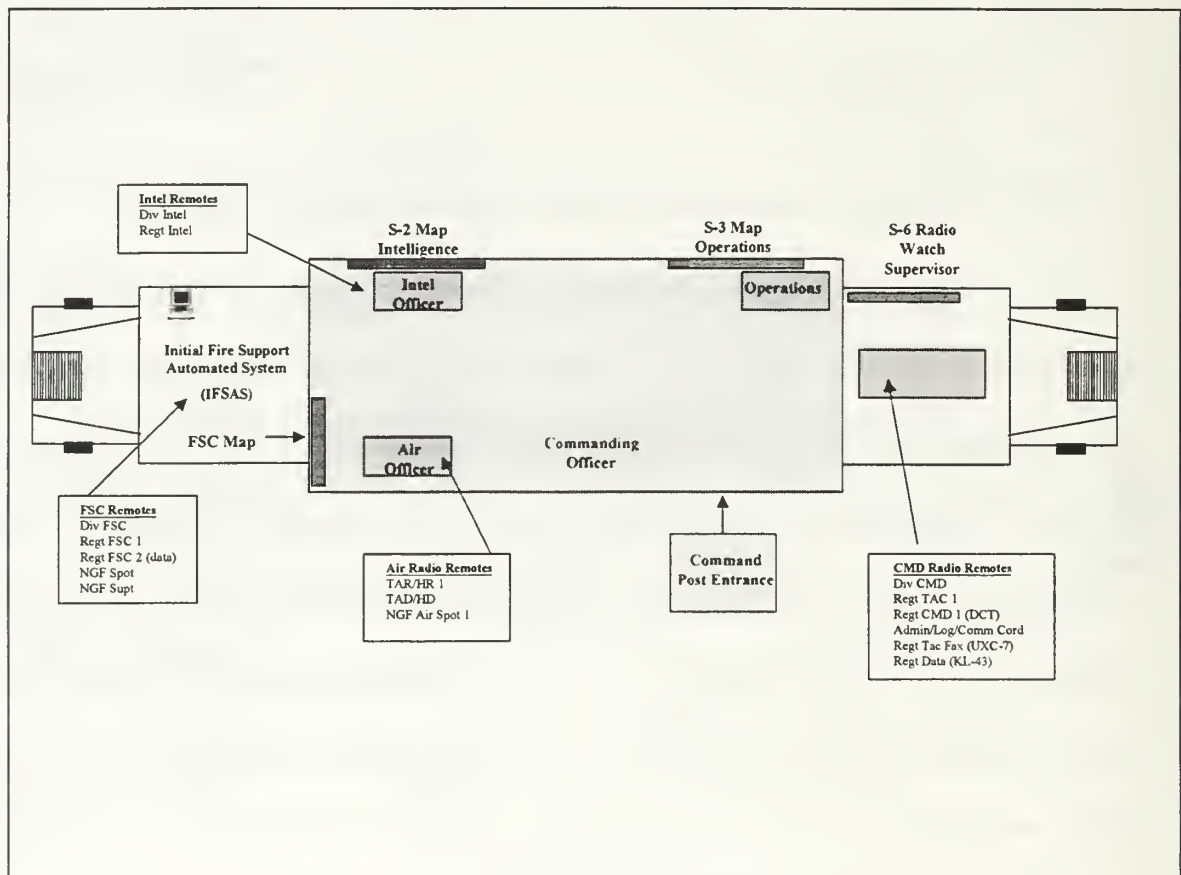 Intel Remotes
Div Intel
Regt Intel
S-2 Map
Intelligence
S-3 Map
Operations
S-6 Radio
Watch
Supervisor
Intel
Officer
Operations
Initial Fire Support
Automated System
(IFSAS)
FSC Map
Air
Officer
Commanding
Officer
FSC Remotes
Div FSC
Regt FSC 1
Regt FSC 2 (data)
NGF Spot
NGF Supt
Air Radio Remotes
TAR/HR 1
TAD/HD
NGF Air Spot 1
Command
Post Entrance
CMD Radio Remotes
Div CMD
Regt TAC 1
Regt CMD 1 (DCT)
Admin/Log/Comm Cord
Regt Tac Fax (UXC-7)
Regt Data (KL-43)